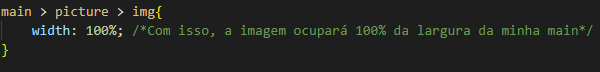 main > picture > img{
    width: 100%; /*Com isso, a imagem ocupará 100% da largura da minha main*/
}